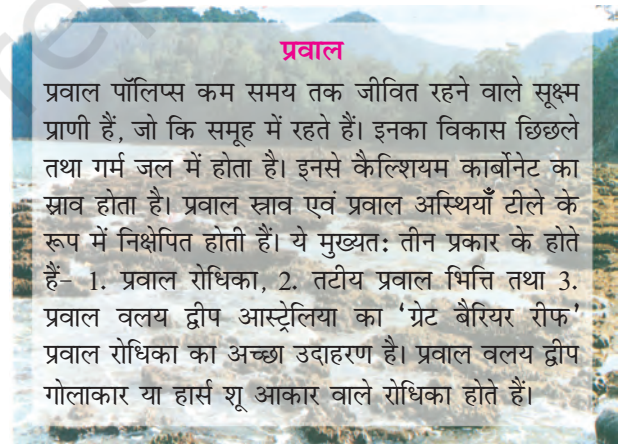 प्रवाल
प्रवाल पॉलिप्स कम समय तक जीवित रहने वाले सूक्ष्म
प्राणी हैं, जो कि समूह में रहते हैं। इनका विकास छिछले
तथा गर्म जल में होता है। इनसे कैल्शियम कार्बोनेट का
स्राव होता है। प्रवाल स्राव एवं प्रवाल अस्थियाँ टीले के
रूप में निक्षेपित होती हैं। ये मुख्यत: तीन प्रकार के होते
हैं- 1. प्रवाल रोधिका, 2. तटीय प्रवाल भित्ति तथा 3.
प्रवाल वलय द्वीप आस्ट्रेलिया का ‘ग्रेट बैरियर रीफ’
प्रवाल रोधिका का अच्छा उदाहरण है। प्रवाल वलय द्वीप
गोलाकार या हार्स शू आकार वाले रोधिका होते हैं।